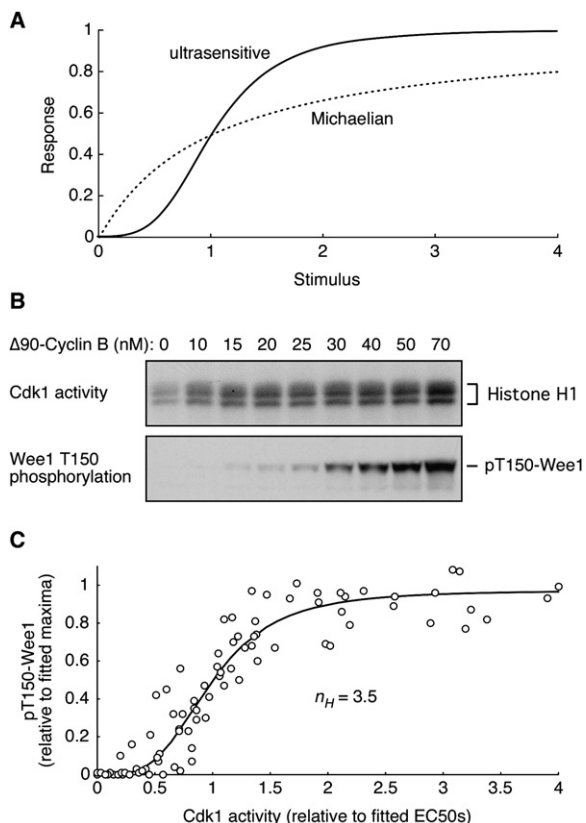 A
1
0.8
0.6
0.4
0.2
0
Response
ultrasensitive
Michaelian
0 1 2 3 4
Stimulus
B
Δ90-Cyclin B (nM): 0 10 15 20 25 30 40 50 70
Cdk1 activity
Histone H1
Wee1 T150
phosphorylation
pT150-Wee1
C
pT150-Wee1
(relative to fitted maxima)
1
0.8
0.6
0.4
0.2
0
nH = 3.5
0 0.5 1 1.5 2 2.5 3 3.5 4
Cdk1 activity (relative to fitted EC50s)